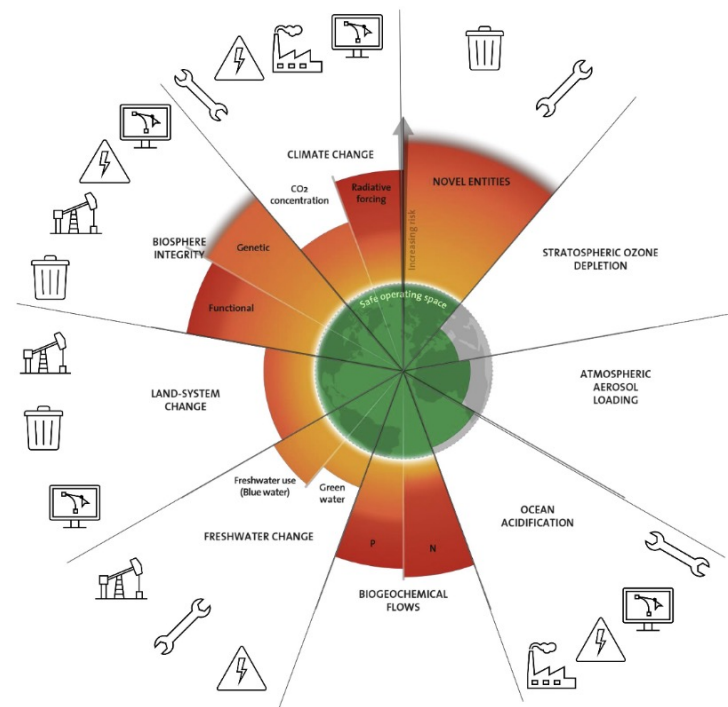 CLIMATE CHANGE
CO2
concentration
Radiative
forcing
NOVEL ENTITIES
Increasing risk
BIOSPHERE
INTEGRITY
Genetic
Functional
STRATOSPHERIC OZONE
DEPLETION
Safe operating space
LAND-SYSTEM
CHANGE
ATMOSPHERIC
AEROSOL
LOADING
Freshwater use
(Blue water)
Green
water
FRESHWATER CHANGE
P
N
BIOGEOCHEMICAL
FLOWS
OCEAN
ACIDIFICATION